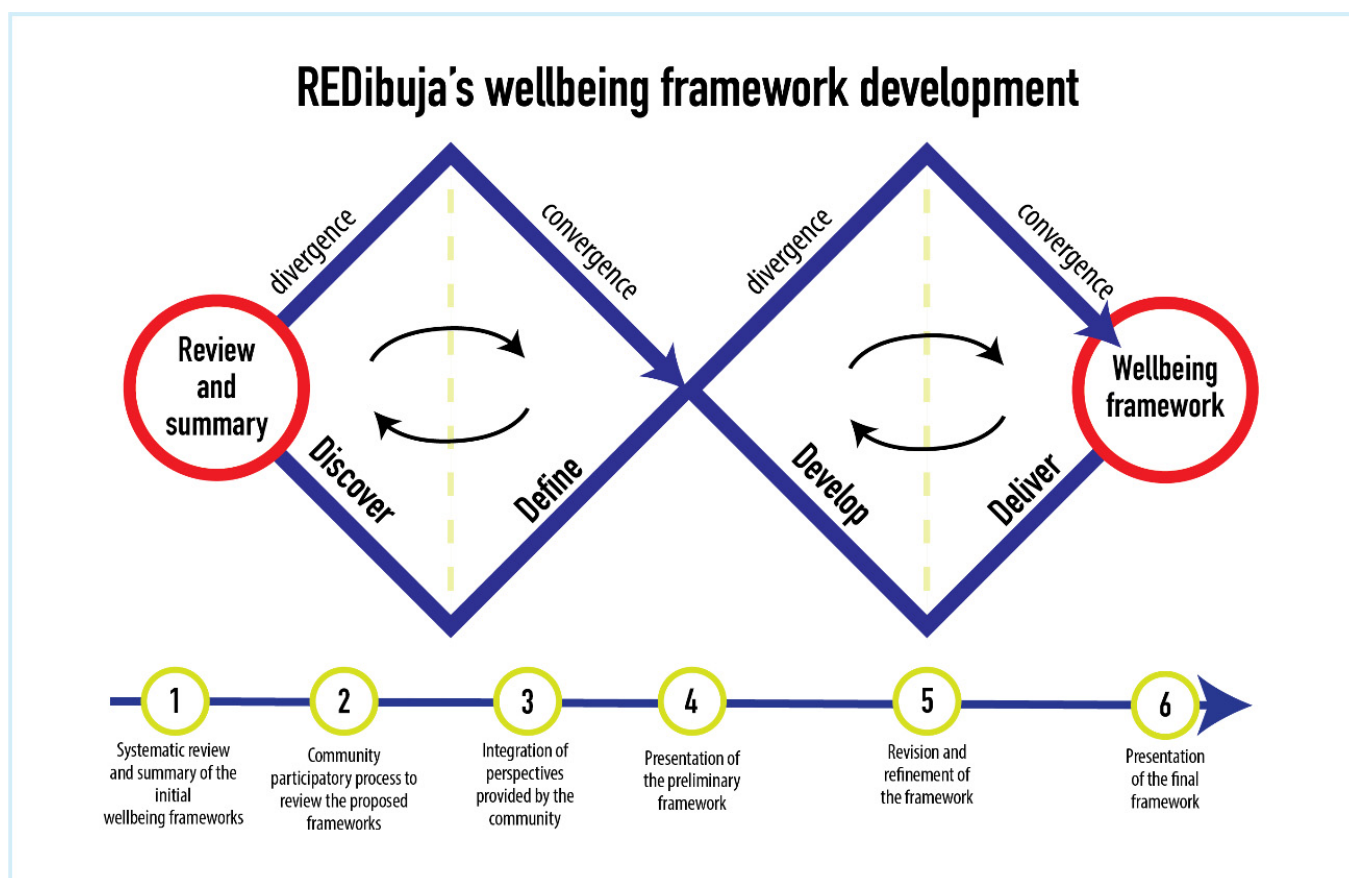 REDibuja's wellbeing framework development
divergence
convergence
divergence
convergence
Review
and
summary
Wellbeing
framework
Discover
Define
Develop
Deliver
1
2
3
4
5
6
Systematic review
and summary of the
initial
wellbeing frameworks
Community
participatory process to
review the proposed
frameworks
Integration of
perspectives
provided by the
community
Presentation of
the preliminary
framework
Revision and
refinement of
the framework
Presentation
of the final
framework